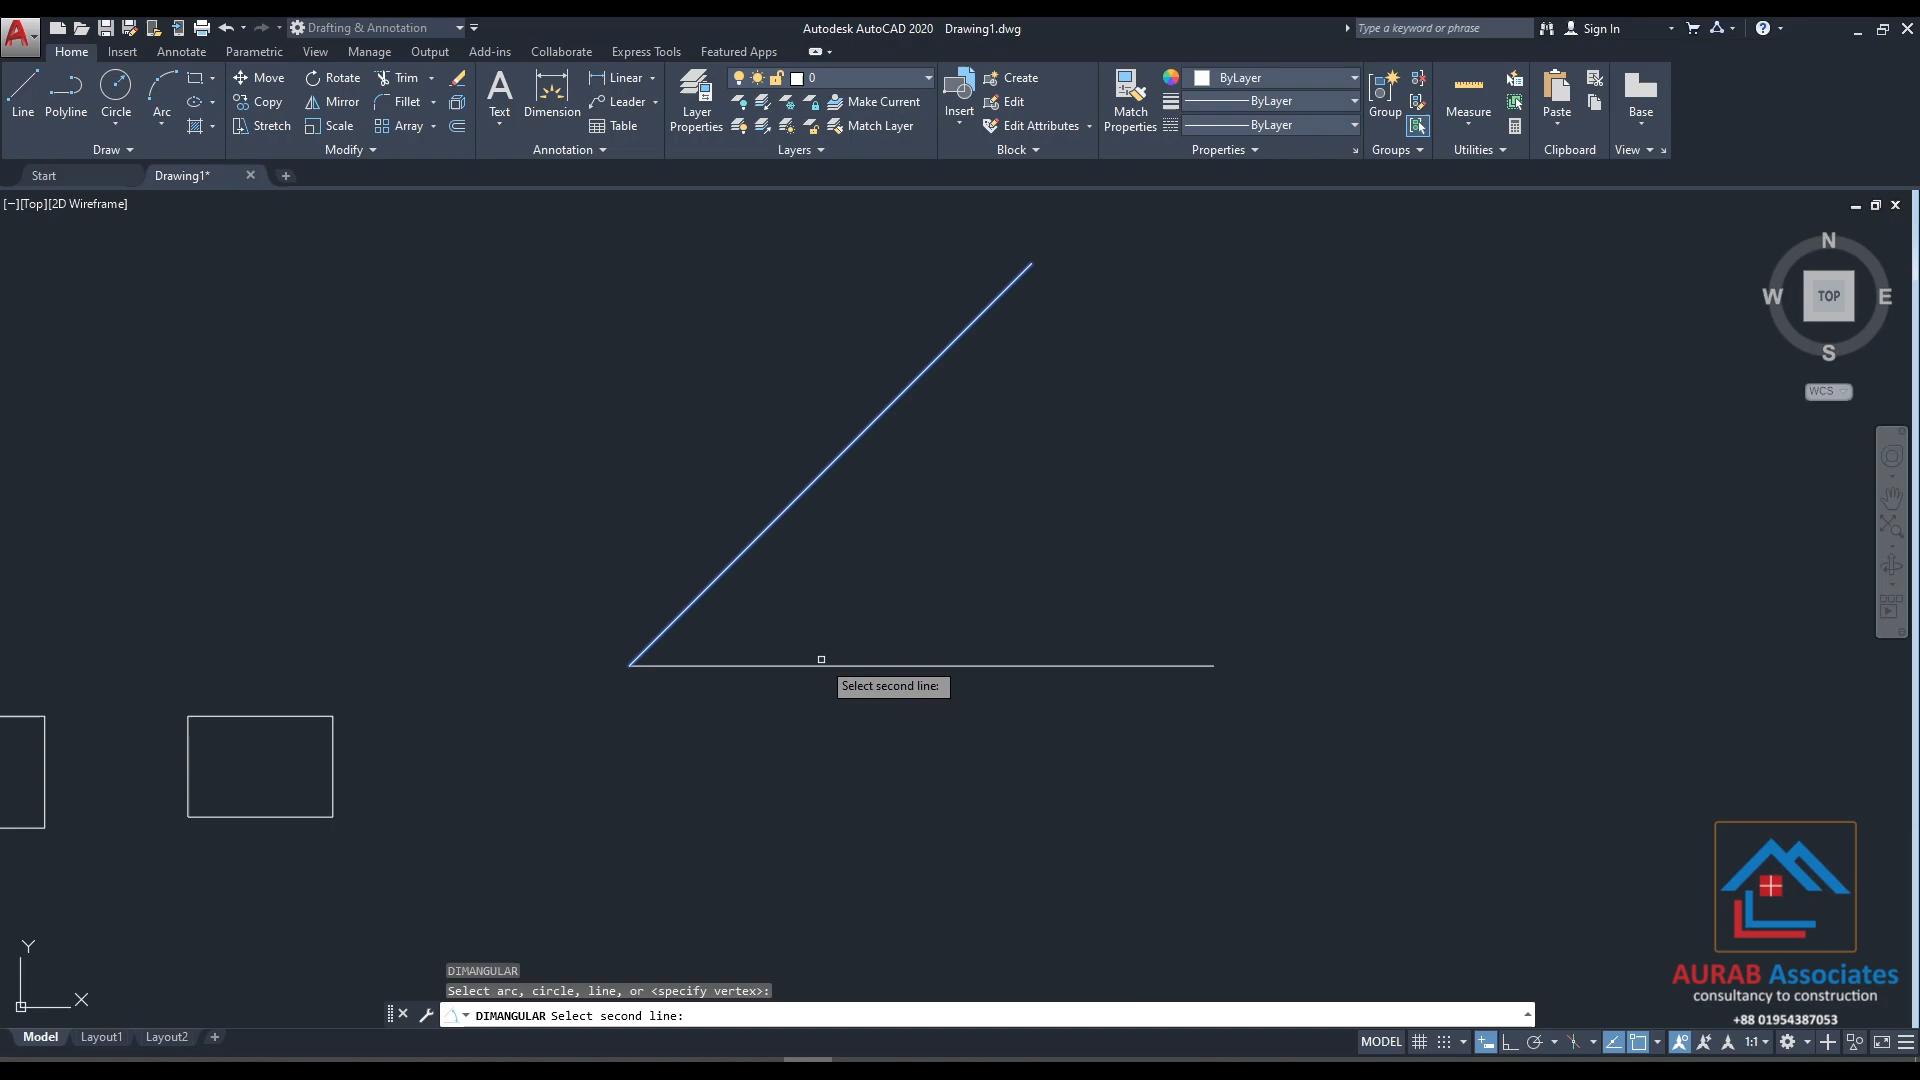 Drafting & Annotation
Autodesk AutoCAD 2020 Drawing1.dwg
Type a keyword or phrase
Sign In
Home Insert Annotate Parametric View Manage Output Add-ins Collaborate Express Tools Featured Apps
Line Polyline Circle Arc
Move Rotate Trim
Copy Mirror Fillet
Stretch Scale Array
Text Dimension
Linear
Leader
Table
Layer Properties
0
Make Current
Match Layer
Insert
Create
Edit
Edit Attributes
Match Properties
ByLayer
ByLayer
ByLayer
Group
Measure
Paste
Base
Draw Modify Annotation Layers Block Properties Groups Utilities Clipboard View
Start Drawing1*
[−][Top][2D Wireframe]
N
W TOP E
S
WCS
Select second line:
Y
X
AURAB Associates
consultancy to construction
+88 01954387053
DIMANGULAR
Select arc, circle, line, or <specify vertex>:
DIMANGULAR Select second line:
Model Layout1 Layout2
MODEL
1:1